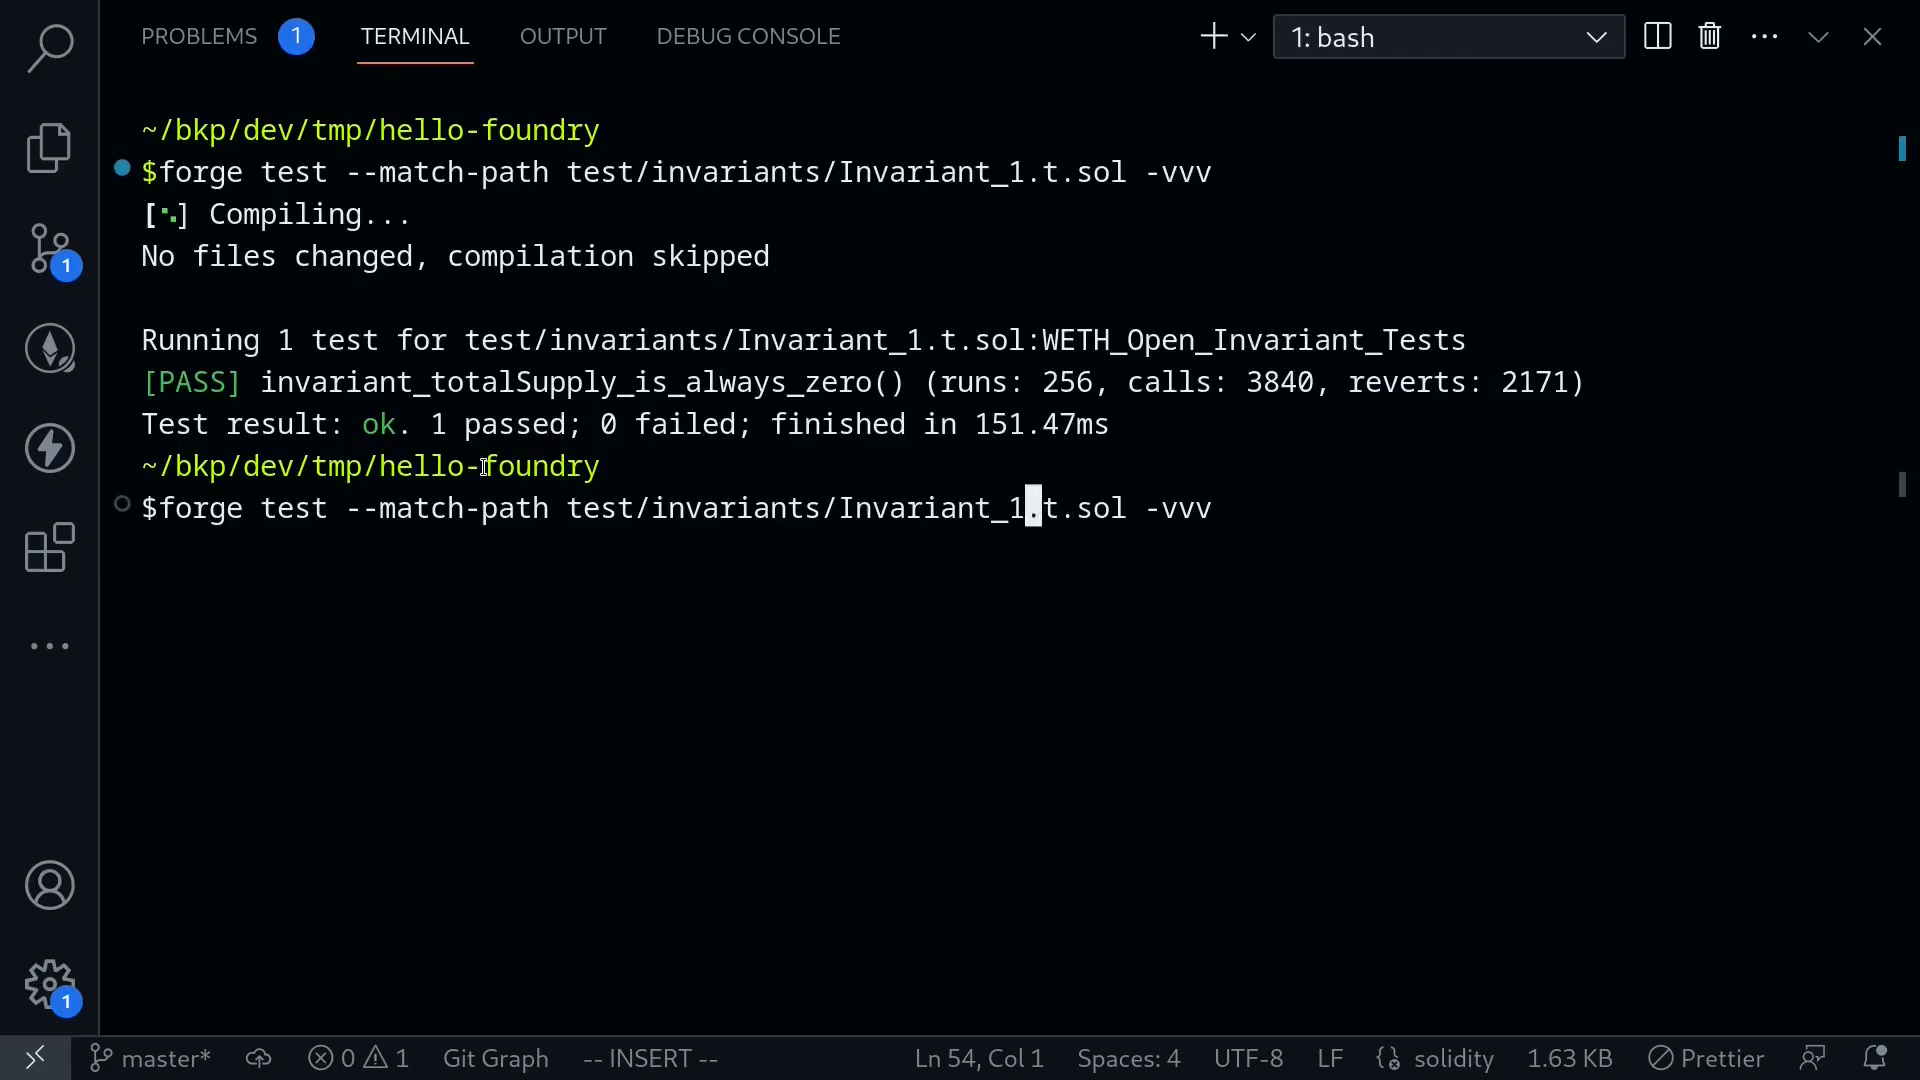 PROBLEMS 1 TERMINAL OUTPUT DEBUG CONSOLE 1: bash
~/bkp/dev/tmp/hello-foundry
$forge test --match-path test/invariants/Invariant_1.t.sol -vvv
[⠢] Compiling...
No files changed, compilation skipped
Running 1 test for test/invariants/Invariant_1.t.sol:WETH_Open_Invariant_Tests
[PASS] invariant_totalSupply_is_always_zero() (runs: 256, calls: 3840, reverts: 2171)
Test result: ok. 1 passed; 0 failed; finished in 151.47ms
~/bkp/dev/tmp/hello-foundry
$forge test --match-path test/invariants/Invariant_1.t.sol -vvv
1
1
master* 0 1 Git Graph -- INSERT -- Ln 54, Col 1 Spaces: 4 UTF-8 LF solidity 1.63 KB Prettier